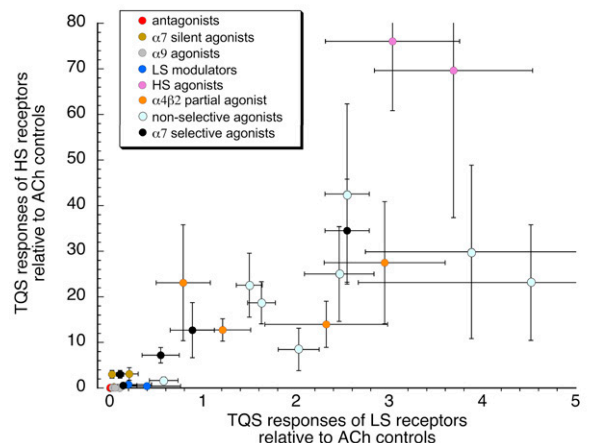 80
70
60
50
40
30
20
10
0
TQS responses of HS receptors
relative to ACh controls
antagonists
α7 silent agonists
α9 agonists
LS modulators
HS agonists
α4β2 partial agonist
non-selective agonists
α7 selective agonists
0 1 2 3 4 5
TQS responses of LS receptors
relative to ACh controls